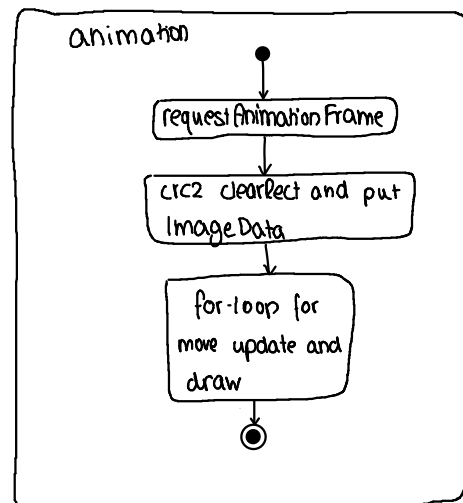 animation
requestAnimationFrame
crc2 clearRect and put
ImageData
for-loop for
move update and
draw